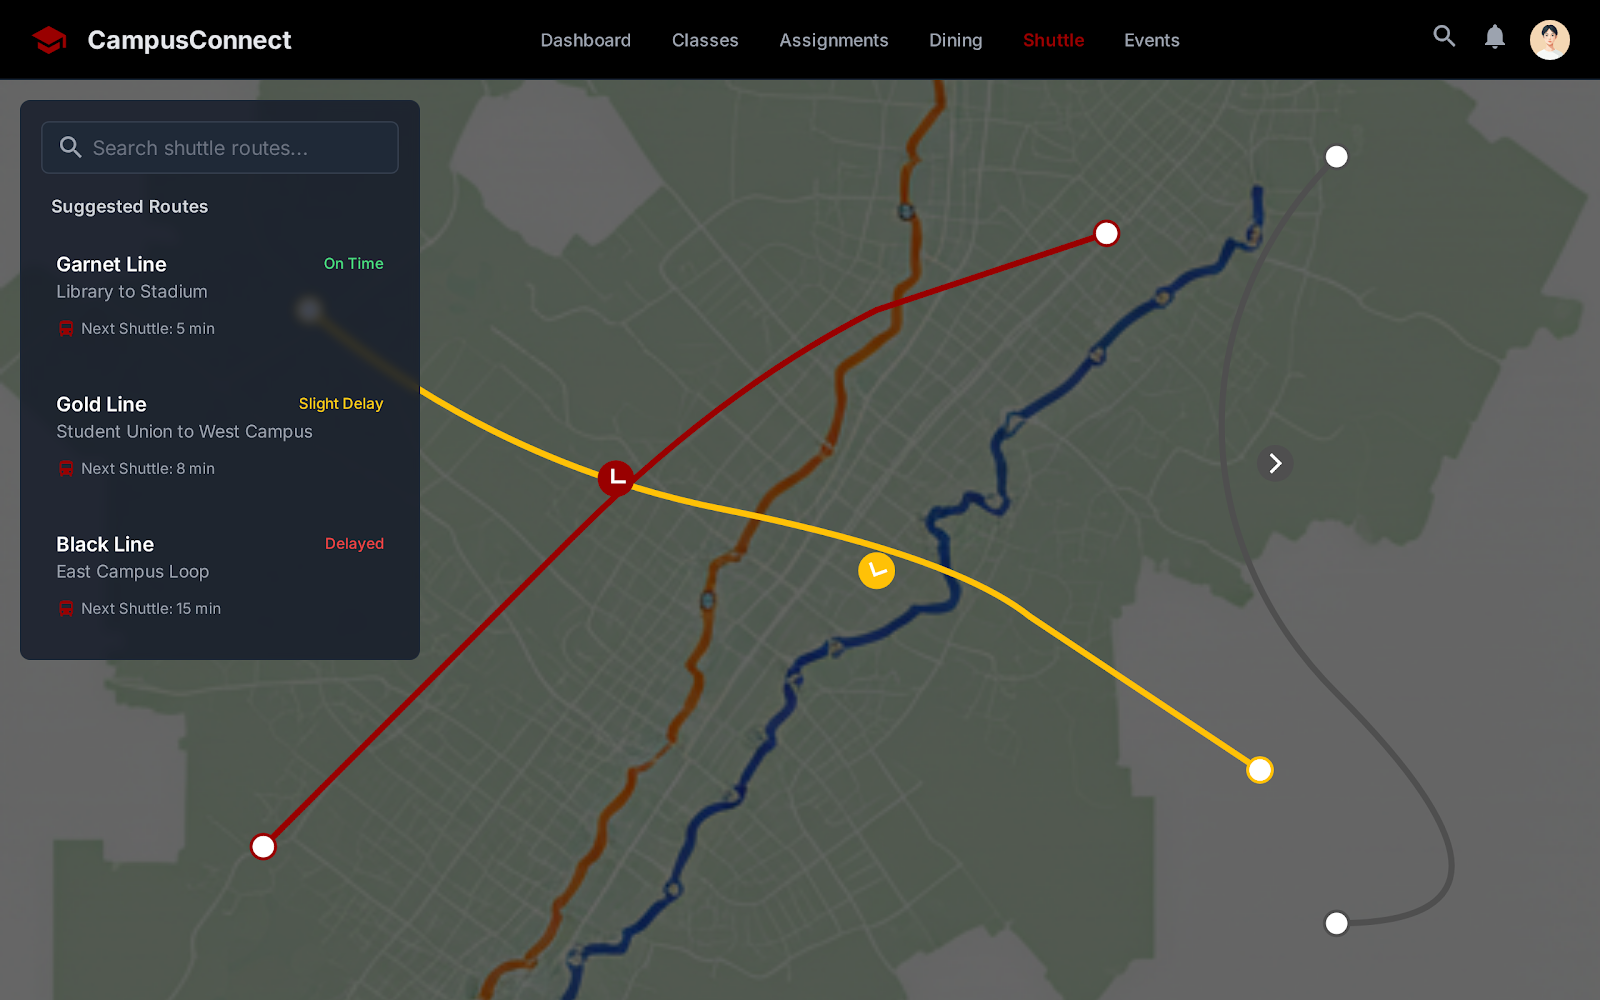 CampusConnect
Dashboard
Classes
Assignments
Dining
Shuttle
Events
Search shuttle routes...
Suggested Routes
Garnet Line
On Time
Library to Stadium
Next Shuttle: 5 min
Gold Line
Slight Delay
Student Union to West Campus
Next Shuttle: 8 min
Black Line
Delayed
East Campus Loop
Next Shuttle: 15 min